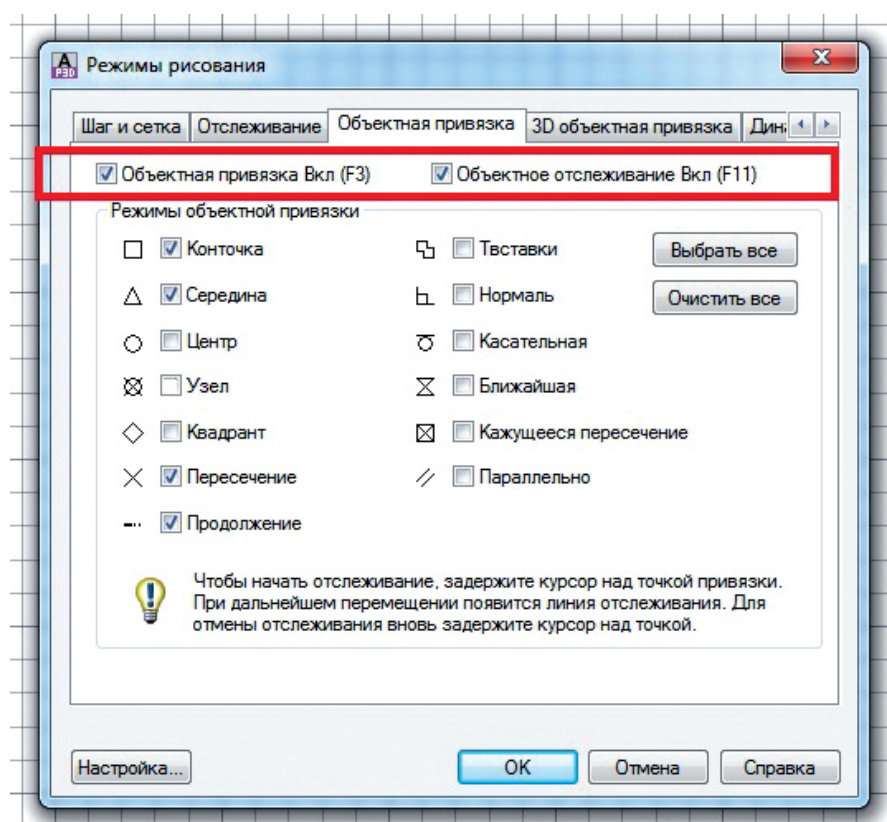 P3D Режимы рисования
Шаг и сетка Отслеживание Объектная привязка 3D объектная привязка Дин
Объектная привязка Вкл (F3) Объектное отслеживание Вкл (F11)
Режимы объектной привязки
Конточка Твставки Выбрать все
Середина Нормаль Очистить все
Центр Касательная
Узел Ближайшая
Квадрант Кажущееся пересечение
Пересечение Параллельно
Продолжение
Чтобы начать отслеживание, задержите курсор над точкой привязки.
При дальнейшем перемещении появится линия отслеживания. Для
отмены отслеживания вновь задержите курсор над точкой.
Настройка... ОК Отмена Справка